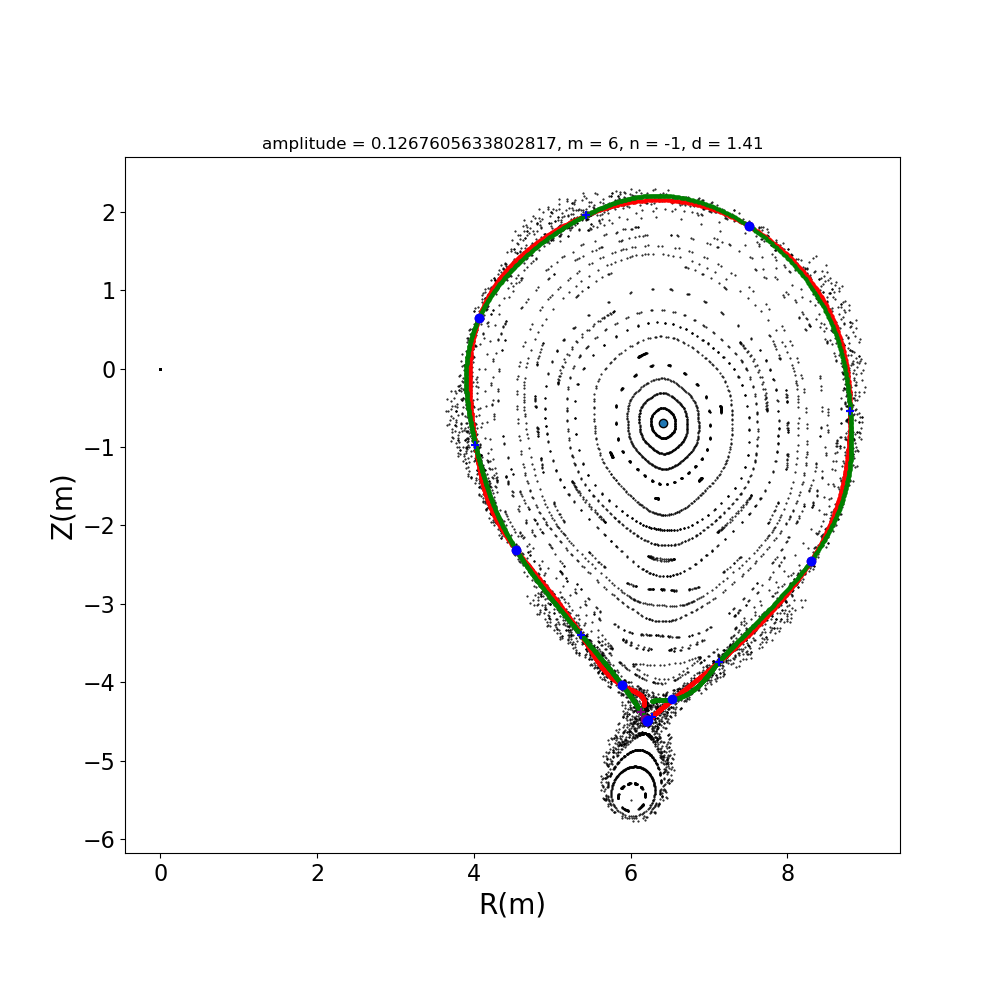 amplitude = 0.1267605633802817, m = 6, n = -1, d = 1.41
2
1
0
−1
−2
−3
−4
−5
−6
Z(m)
0 2 4 6 8
R(m)